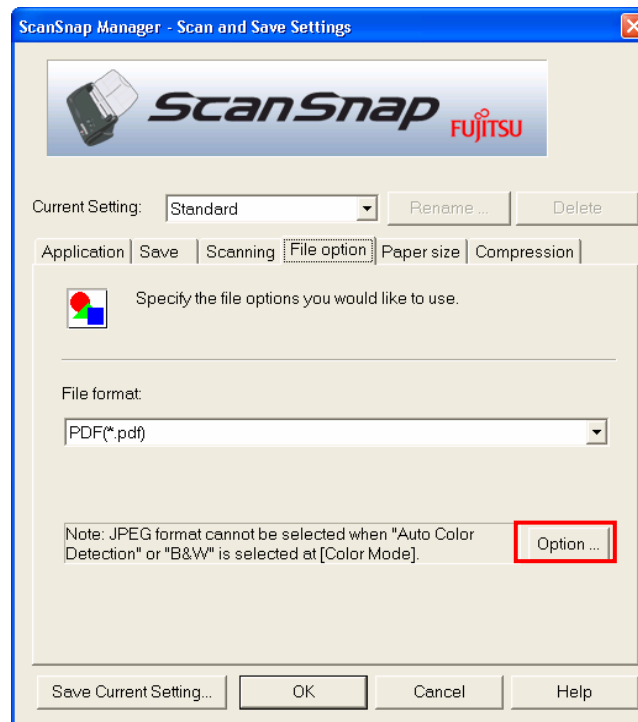 ScanSnap Manager - Scan and Save Settings
ScanSnap FUJITSU
Current Setting: Standard Rename ... Delete
Application Save Scanning File option Paper size Compression
Specify the file options you would like to use.
File format:
PDF(*.pdf)
Note: JPEG format cannot be selected when "Auto Color
Detection" or "B&W" is selected at [Color Mode].
Option ...
Save Current Setting... OK Cancel Help